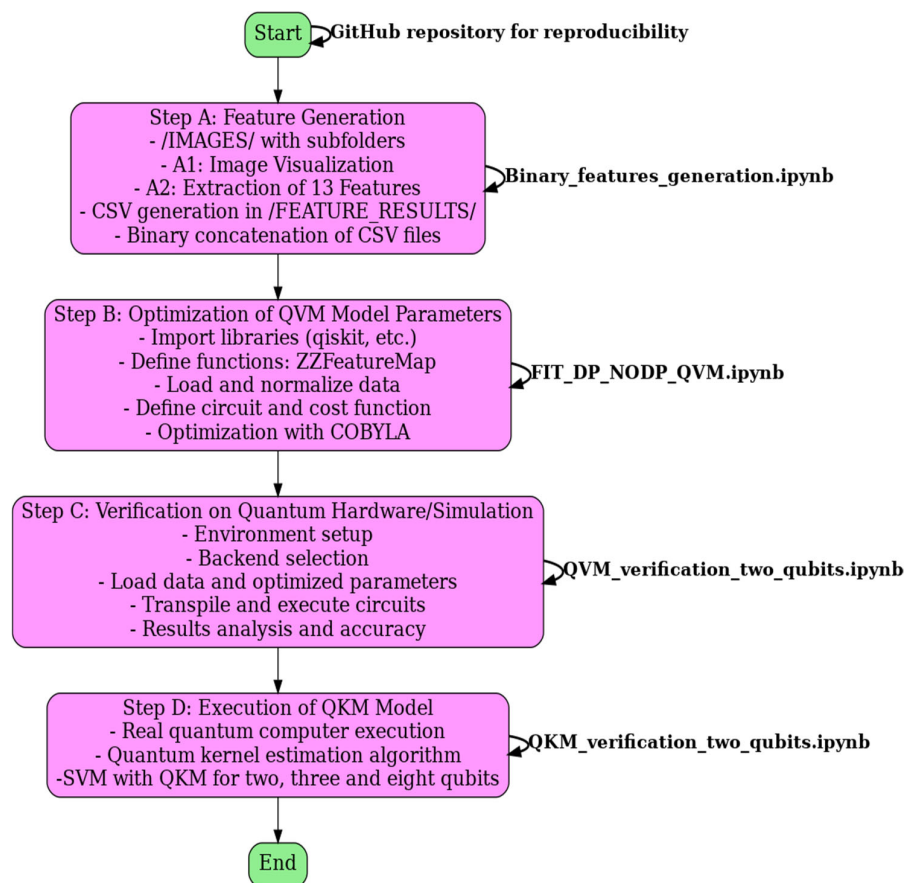 Start
GitHub repository for reproducibility
Step A: Feature Generation
- /IMAGES/ with subfolders
- A1: Image Visualization
- A2: Extraction of 13 Features
- CSV generation in /FEATURE_RESULTS/
- Binary concatenation of CSV files
Binary_features_generation.ipynb
Step B: Optimization of QVM Model Parameters
- Import libraries (qiskit, etc.)
- Define functions: ZZFeatureMap
- Load and normalize data
- Define circuit and cost function
- Optimization with COBYLA
FIT_DP_NODP_QVM.ipynb
Step C: Verification on Quantum Hardware/Simulation
- Environment setup
- Backend selection
- Load data and optimized parameters
- Transpile and execute circuits
- Results analysis and accuracy
QVM_verification_two_qubits.ipynb
Step D: Execution of QKM Model
- Real quantum computer execution
- Quantum kernel estimation algorithm
-SVM with QKM for two, three and eight qubits
QKM_verification_two_qubits.ipynb
End